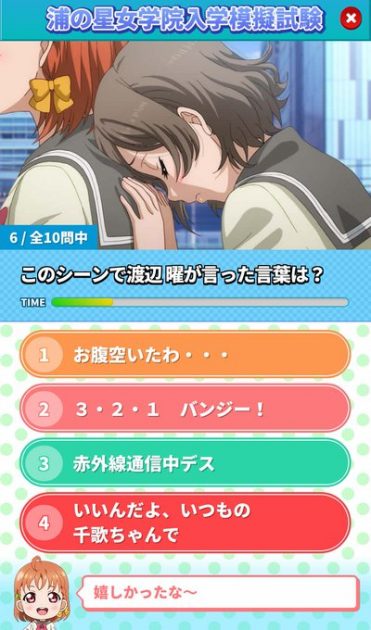 浦の星女学院入学模擬試験
6 / 全10問中
このシーンで渡辺 曜が言った言葉は？
TIME
1 お腹空いたわ・・・
2 ３・２・１　バンジー！
3 赤外線通信中デス
4 いいんだよ、いつもの
千歌ちゃんで
嬉しかったな～